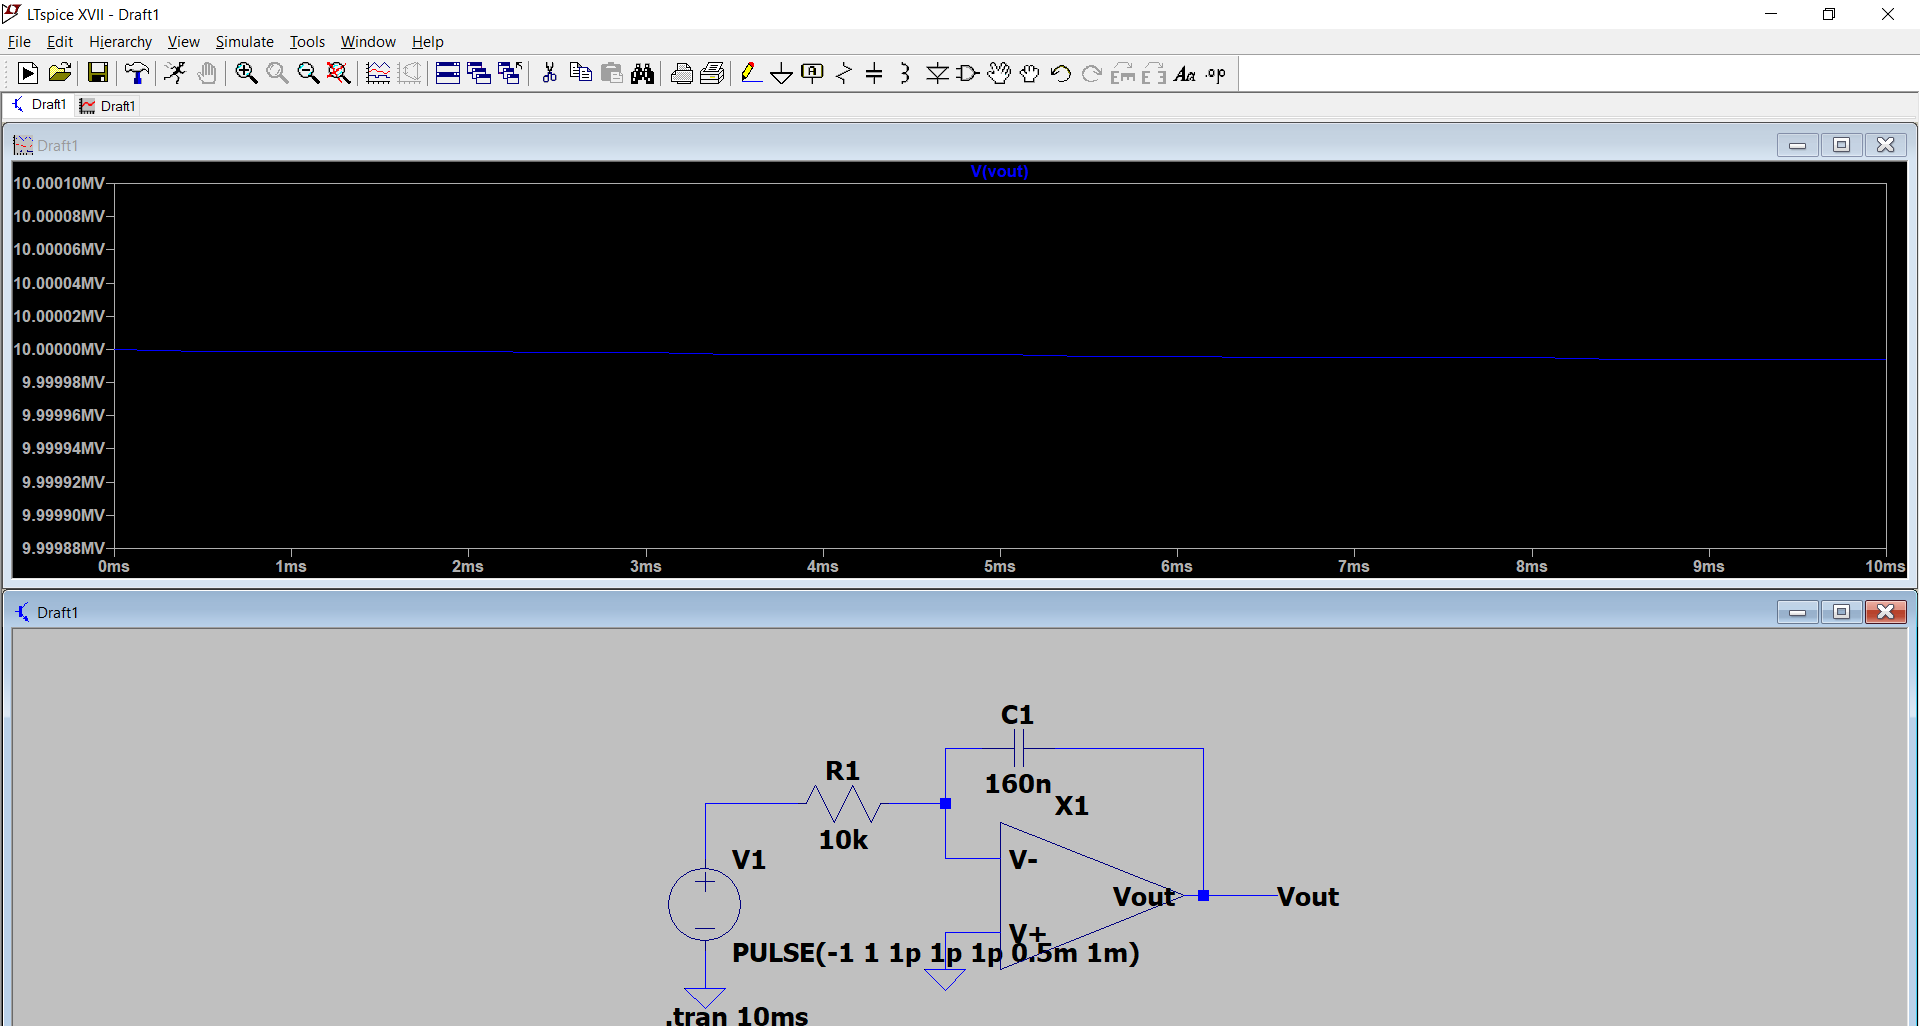 LTspice XVII - Draft1
File Edit Hierarchy View Simulate Tools Window Help
Draft1 Draft1
Draft1
V(vout)
10.00010MV
10.00008MV
10.00006MV
10.00004MV
10.00002MV
10.00000MV
9.99998MV
9.99996MV
9.99994MV
9.99992MV
9.99990MV
9.99988MV
0ms 1ms 2ms 3ms 4ms 5ms 6ms 7ms 8ms 9ms 10ms
Draft1
C1
160n
R1
10k
X1
V1
V-
Vout
Vout
V+
PULSE(-1 1 1p 1p 1p 0.5m 1m)
.tran 10ms